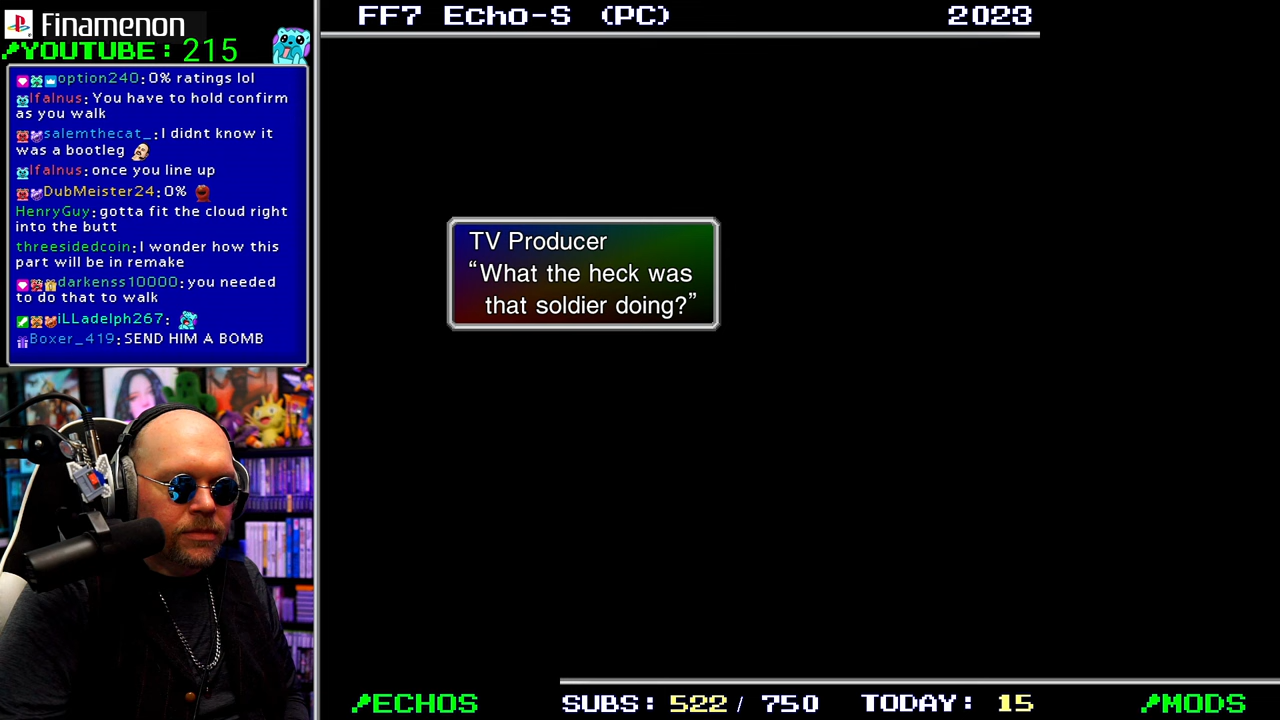 Finamenon
YOUTUBE: 215
option240: 0% ratings lol
lfalnus: You have to hold confirm
as you walk
salemthecat_: I didnt know it
was a bootleg
lfalnus: once you line up
DubMeister24: 0%
HenryGuy: gotta fit the cloud right
into the butt
threesidedcoin: I wonder how this
part will be in remake
darkenss10000: you needed
to do that to walk
iLLadelph267:
Boxer_419: SEND HIM A BOMB
FF7 Echo-S (PC)
2023
TV Producer
“What the heck was
that soldier doing?”
ECHOS
SUBS: 522/ 750
TODAY: 15
MODS